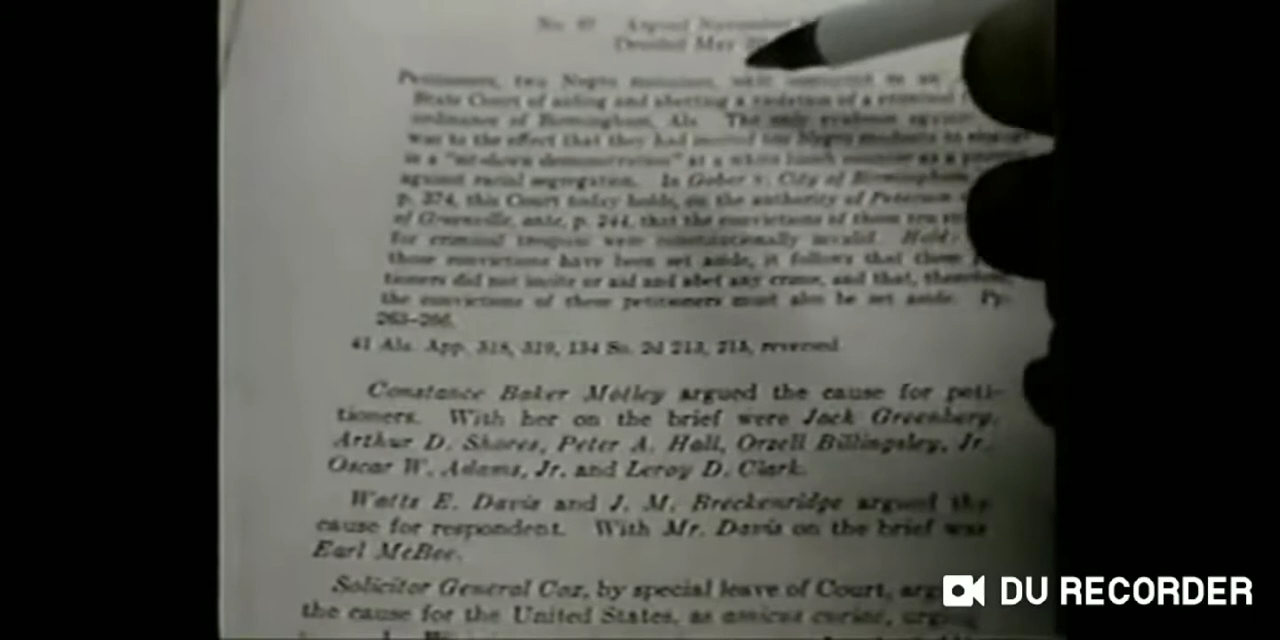 No. 67 Argued November
Decided May 20
Petitioners, two Negro ministers, were convicted in an
State Court of aiding and abetting a violation of a criminal
ordinance of Birmingham, Ala. The only evidence against
was to the effect that they had incited ten Negro students to engage
in a "sit-down demonstration" at a white lunch counter as a protest
against racial segregation. In Gober v. City of Birmingham,
p. 374, this Court today holds, on the authority of Peterson
of Greenville, ante, p. 244, that the convictions of those ten
for criminal trespass were constitutionally invalid. Held:
those convictions have been set aside, it follows that these
tioners did not incite or aid and abet any crime, and that, therefore,
the convictions of these petitioners must also be set aside. Pp.
263–266.
41 Ala. App. 318, 319, 134 So. 2d 213, 215, reversed.
Constance Baker Motley argued the cause for peti-
tioners. With her on the brief were Jack Greenberg,
Arthur D. Shores, Peter A. Hall, Orzell Billingsley, Jr.
Oscar W. Adams, Jr. and Leroy D. Clark.
Watts E. Davis and J. M. Breckenridge argued the
cause for respondent. With Mr. Davis on the brief was
Earl McBee.
Solicitor General Cox, by special leave of Court,
the cause for the United States, as amicus curiae, urging
DU RECORDER